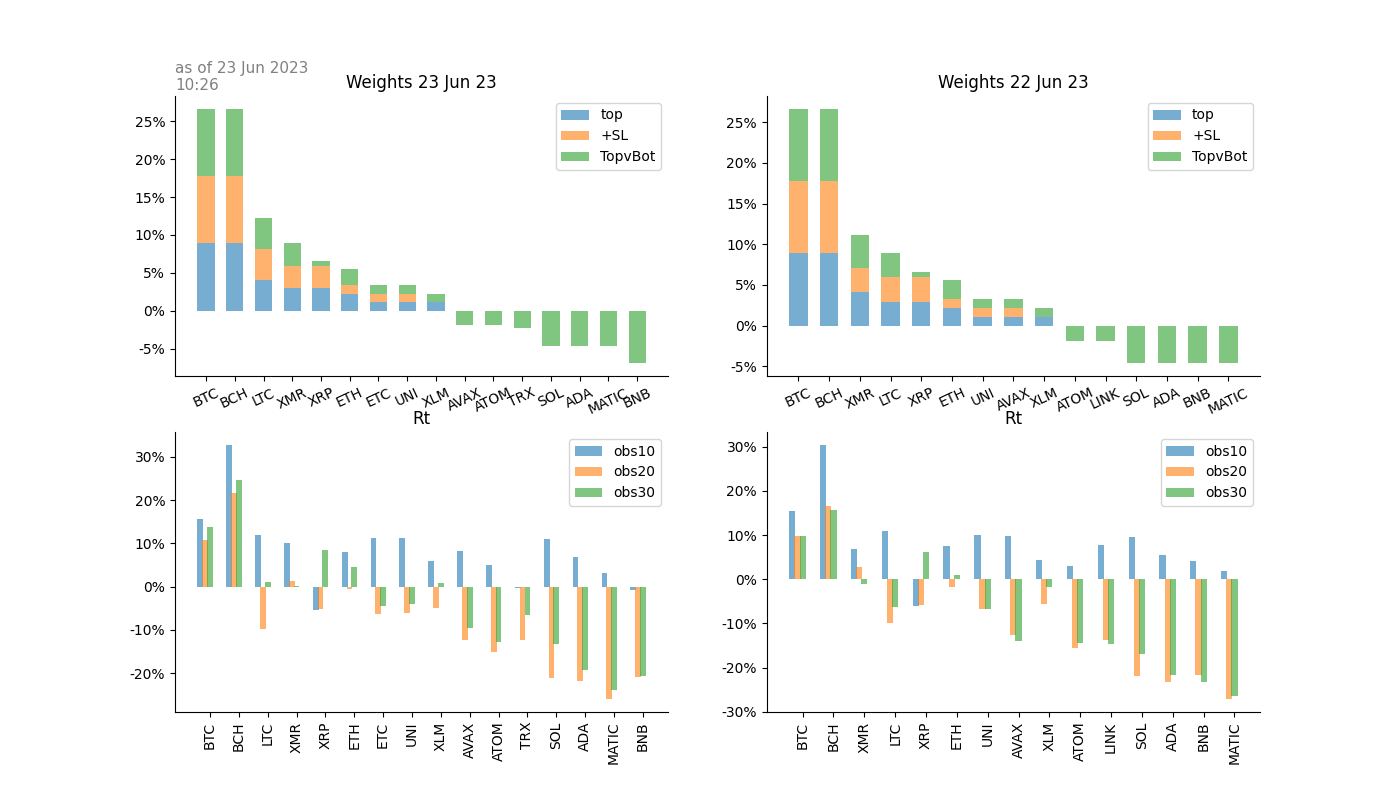 as of 23 Jun 2023
10:26
Weights 23 Jun 23
25%
20%
15%
10%
5%
0%
-5%
top
+SL
TopvBot
BTC BCH LTC XMR XRP ETH ETC UNI XLM AVAX ATOM TRX SOL ADA MATIC BNB
Weights 22 Jun 23
25%
20%
15%
10%
5%
0%
-5%
top
+SL
TopvBot
BTC BCH XMR LTC XRP ETH UNI AVAX XLM ATOM LINK SOL ADA BNB MATIC
Rt
30%
20%
10%
0%
-10%
-20%
obs10
obs20
obs30
BTC BCH LTC XMR XRP ETH ETC UNI XLM AVAX ATOM TRX SOL ADA MATIC BNB
Rt
30%
20%
10%
0%
-10%
-20%
-30%
obs10
obs20
obs30
BTC BCH XMR LTC XRP ETH UNI AVAX XLM ATOM LINK SOL ADA BNB MATIC